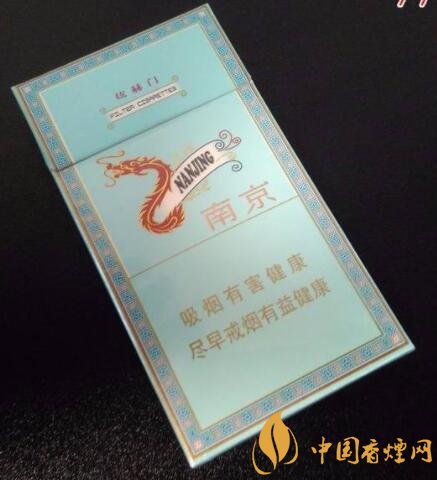 炫赫门
FILTER CIGARETTES
NANJING
南京
吸烟有害健康
尽早戒烟有益健康
中国香烟网